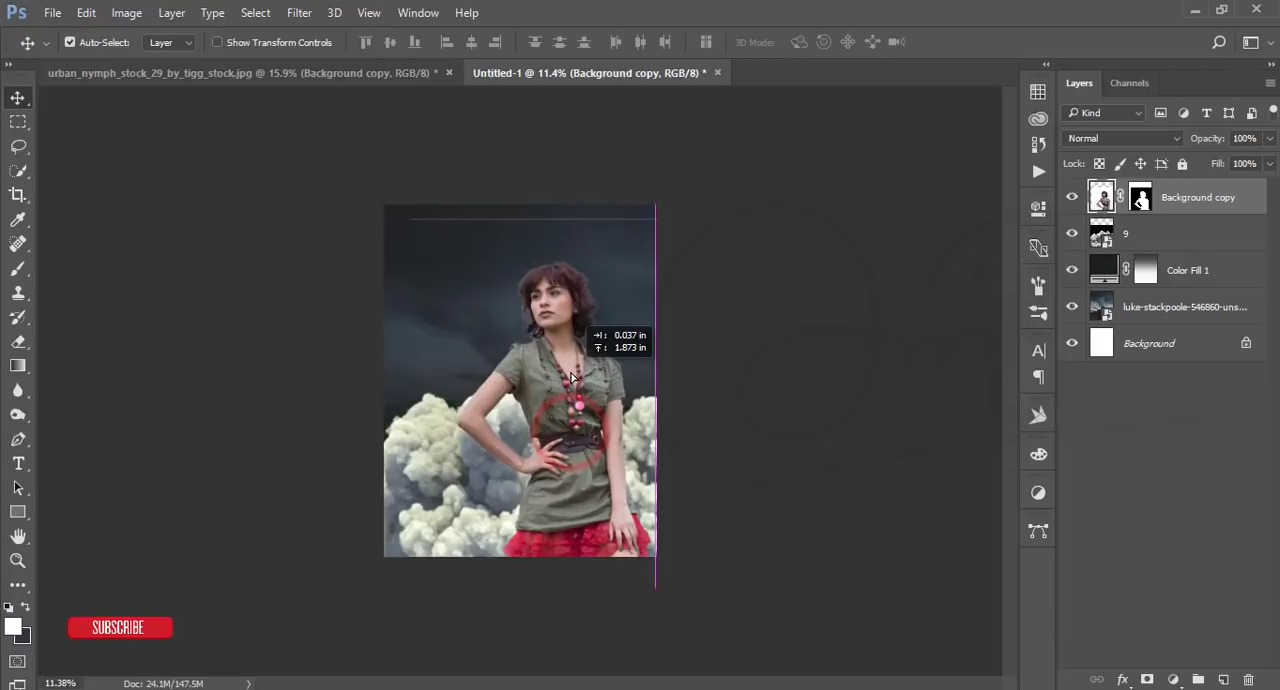 Ps File Edit Image Layer Type Select Filter 3D View Window Help
Auto-Select: Layer Show Transform Controls 3D Mode:
urban_nymph_stock_29_by_tigg_stock.jpg @ 15.9% (Background copy, RGB/8) * × Untitled-1 @ 11.4% (Background copy, RGB/8) * ×
Layers Channels
Kind
Normal Opacity: 100%
Lock: Fill: 100%
Background copy
9
Color Fill 1
luke-stackpoole-546860-uns...
Background
0.037 in
1.873 in
SUBSCRIBE
11.38% Doc: 24.1M/147.5M